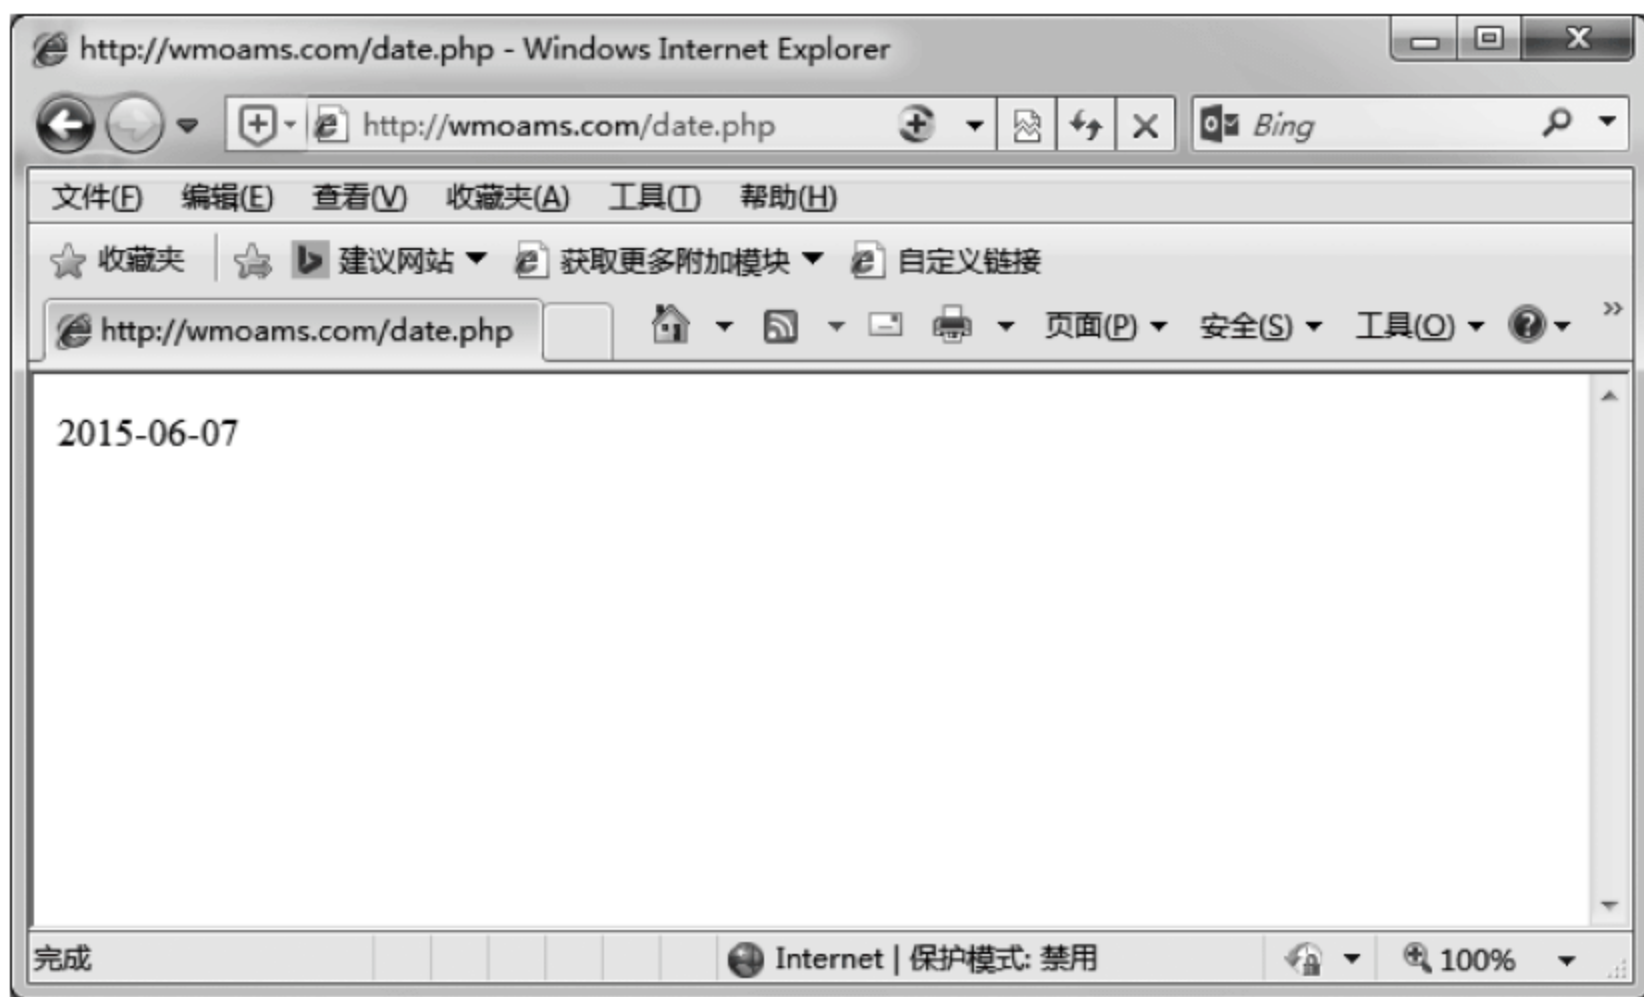 http://wmoams.com/date.php - Windows Internet Explorer
http://wmoams.com/date.php Bing
文件(F) 编辑(E) 查看(V) 收藏夹(A) 工具(T) 帮助(H)
收藏夹 建议网站 获取更多附加模块 自定义链接
http://wmoams.com/date.php 页面(P) 安全(S) 工具(O) »
2015-06-07
完成 Internet | 保护模式: 禁用 100%